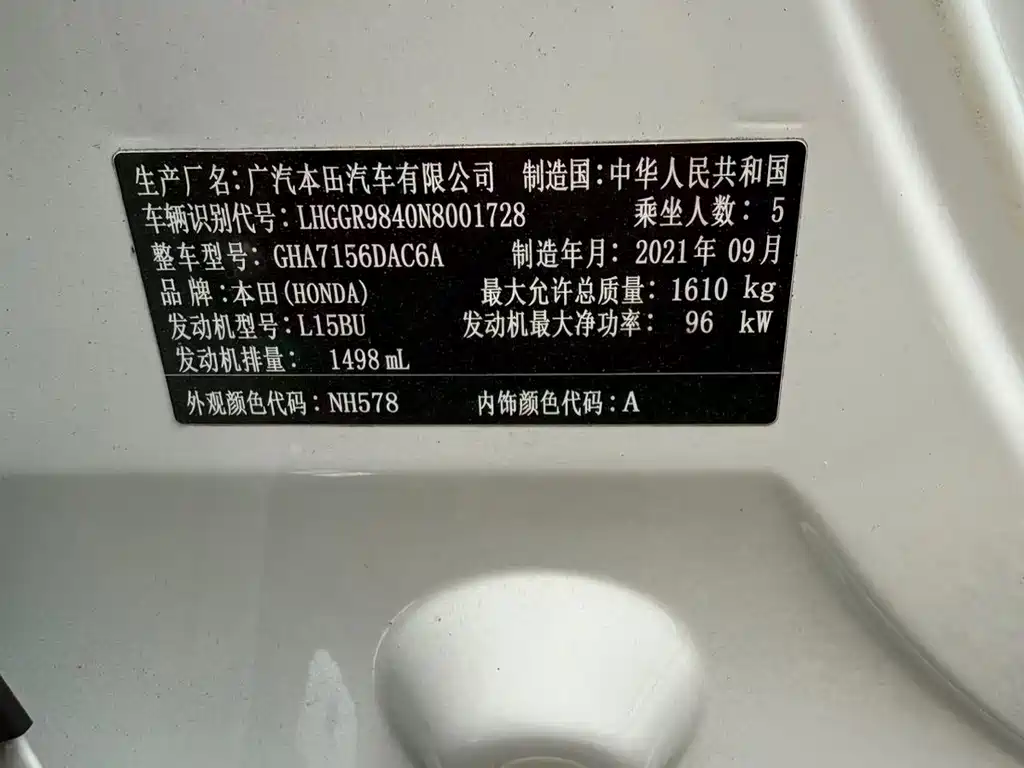 生产厂名:广汽本田汽车有限公司 制造国:中华人民共和国
车辆识别代号:LHGGR9840N8001728 乘坐人数:5
整车型号:GHA7156DAC6A 制造年月:2021年09月
品牌:本田(HONDA) 最大允许总质量:1610 kg
发动机型号:L15BU 发动机最大净功率:96 kW
发动机排量:1498 mL
外观颜色代码:NH578 内饰颜色代码:A